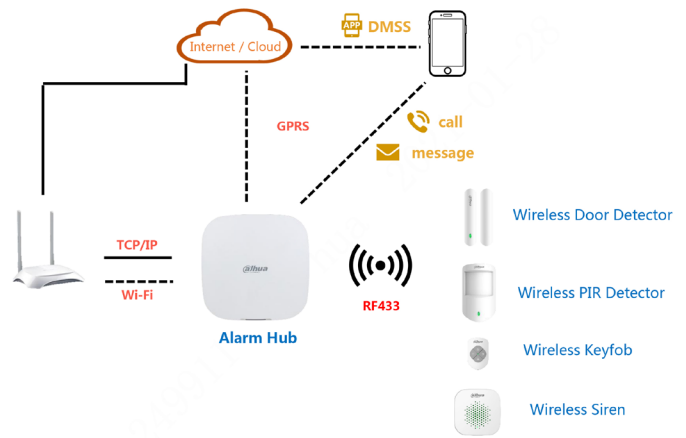 APP DMSS
Internet / Cloud
GPRS
call
message
Wireless Door Detector
TCP/IP
Wi-Fi
alhua
RF433
Wireless PIR Detector
Alarm Hub
Wireless Keyfob
Wireless Siren